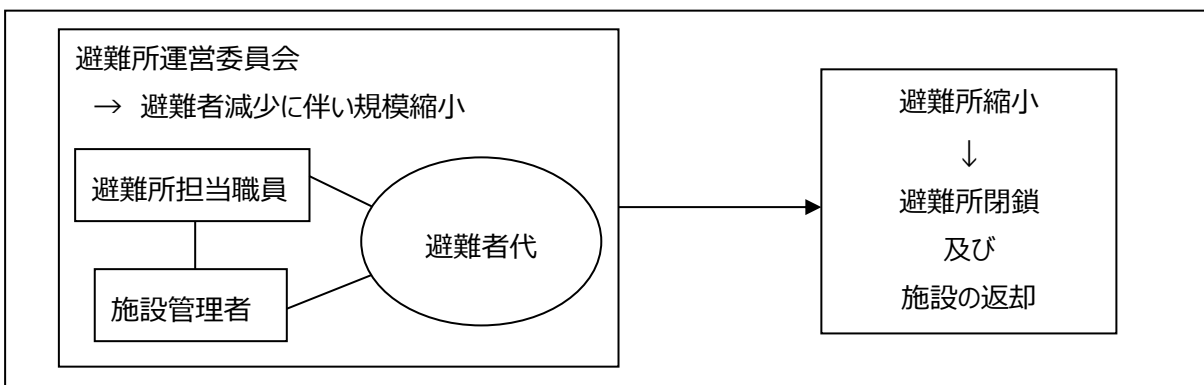 避難所運営委員会
→ 避難者減少に伴い規模縮小
避難所担当職員
避難者代
施設管理者
避難所縮小
↓
避難所閉鎖
及び
施設の返却